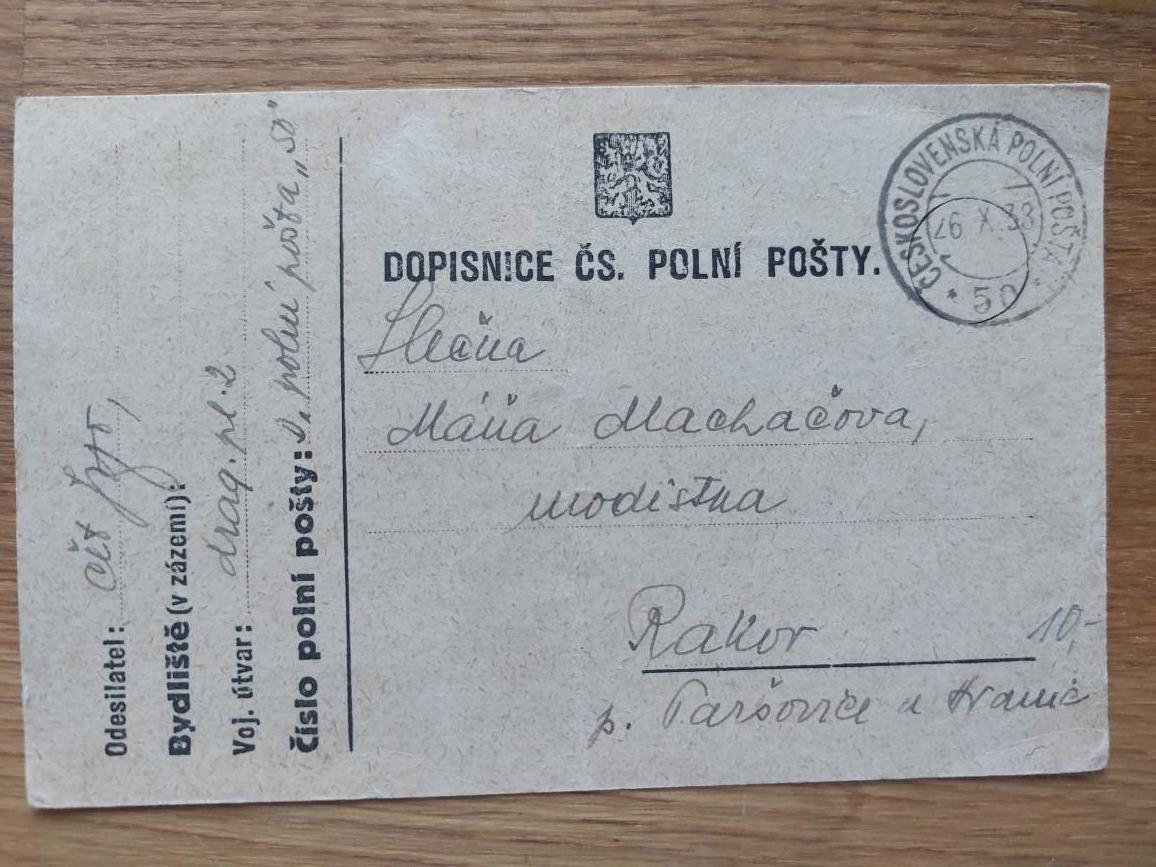 Odesilatel: čet
Bydliště (v zázemí):
Voj. útvar: drag. pl. 2
Číslo polní pošty: polní pošta „50“
DOPISNICE ČS. POLNÍ POŠTY.
ČESKOSLOVENSKÁ POLNÍ POŠTA
26 X. 38
* 50 *
Slečna
Máňa Machačova,
modistka
Rakov
p. Paršovice u Hranic
10,-